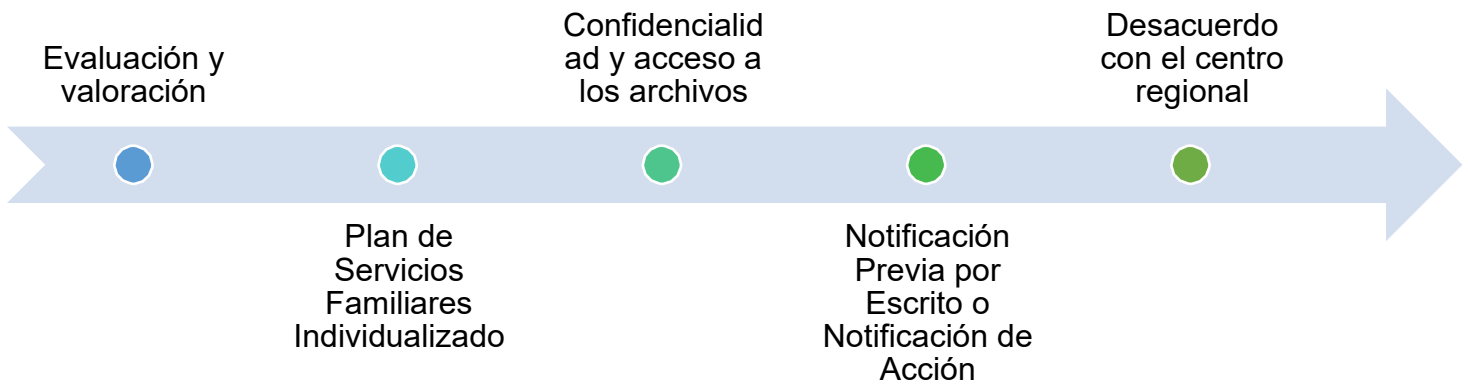 Evaluación y
valoración
Plan de
Servicios
Familiares
Individualizado
Confidencialid
ad y acceso a
los archivos
Notificación
Previa por
Escrito o
Notificación de
Acción
Desacuerdo
con el centro
regional